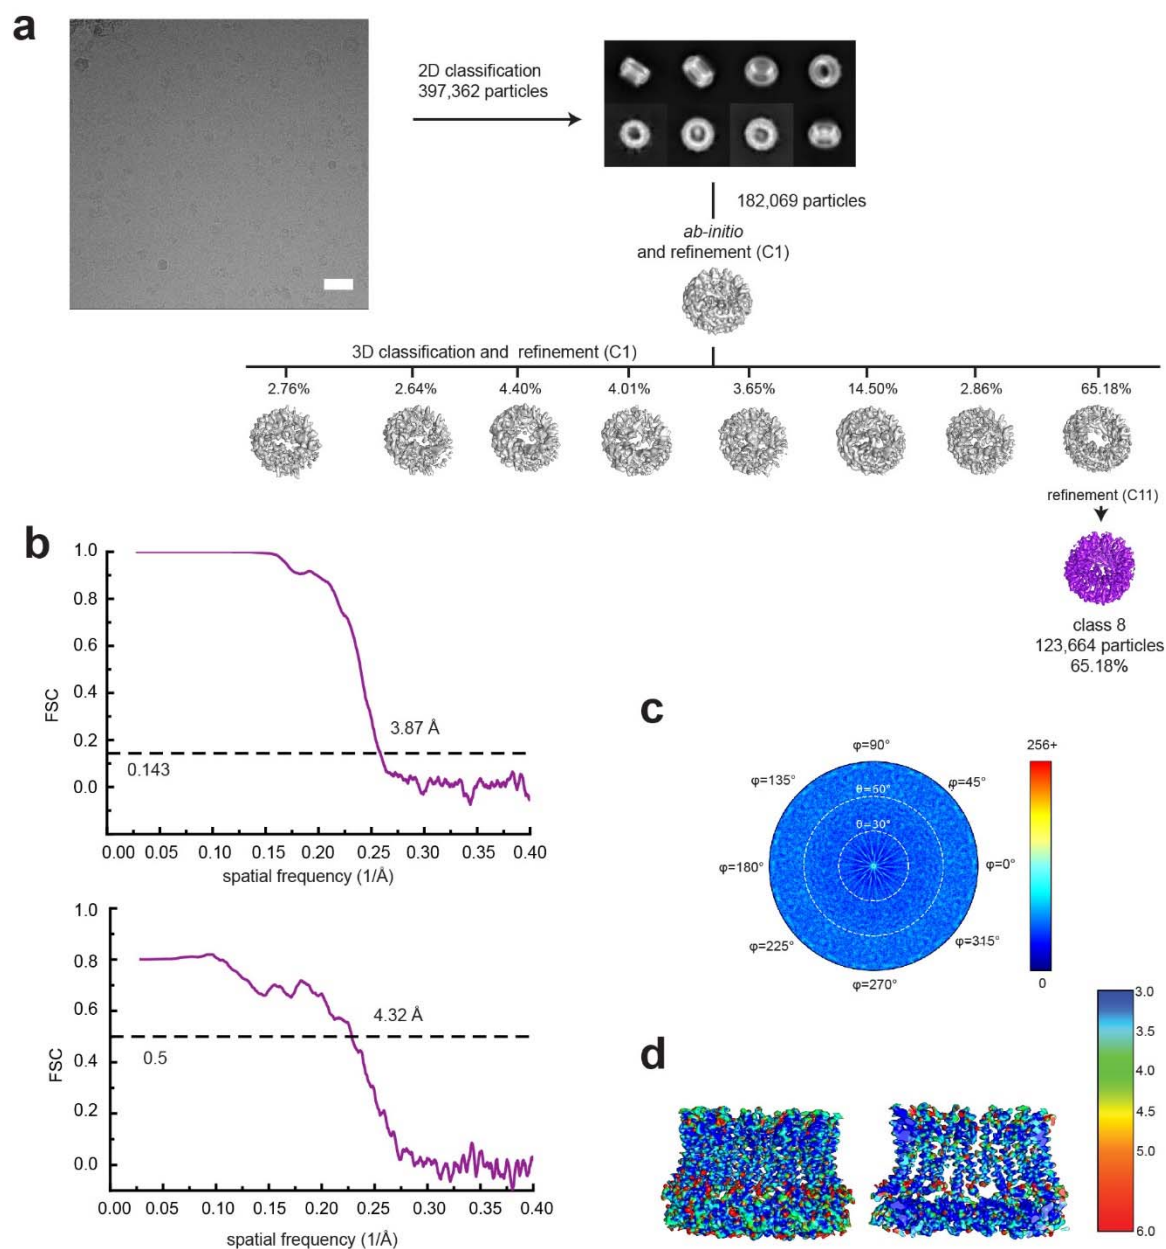 a
2D classification
397,362 particles
182,069 particles
ab-initio
and refinement (C1)
3D classification and refinement (C1)
2.76%
2.64%
4.40%
4.01%
3.65%
14.50%
2.86%
65.18%
refinement (C11)
class 8
123,664 particles
65.18%
b
1.0
0.8
0.6
0.4
0.2
0.0
FSC
3.87 Å
0.143
0.00 0.05 0.10 0.15 0.20 0.25 0.30 0.35 0.40
spatial frequency (1/Å)
1.0
0.8
0.6
0.4
0.2
0.0
FSC
4.32 Å
0.5
0.00 0.05 0.10 0.15 0.20 0.25 0.30 0.35 0.40
spatial frequency (1/Å)
c
φ=90°
φ=135°
φ=45°
θ=60°
θ=30°
φ=180°
φ=0°
φ=225°
φ=315°
φ=270°
256+
0
d
3.0
3.5
4.0
4.5
5.0
6.0